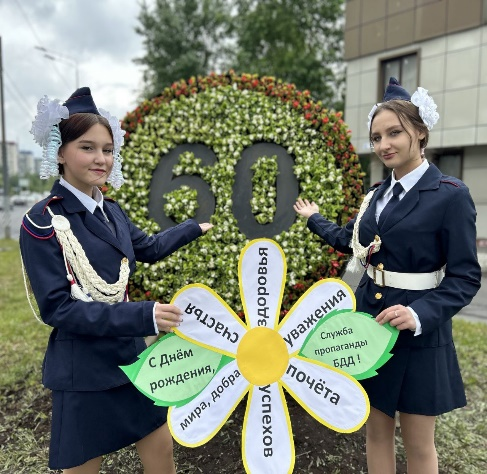 60
здоровья
уважения
счастья
Служба
пропаганды
БДД !
С Днём
рождения,
мира, добра
почёта
успехов